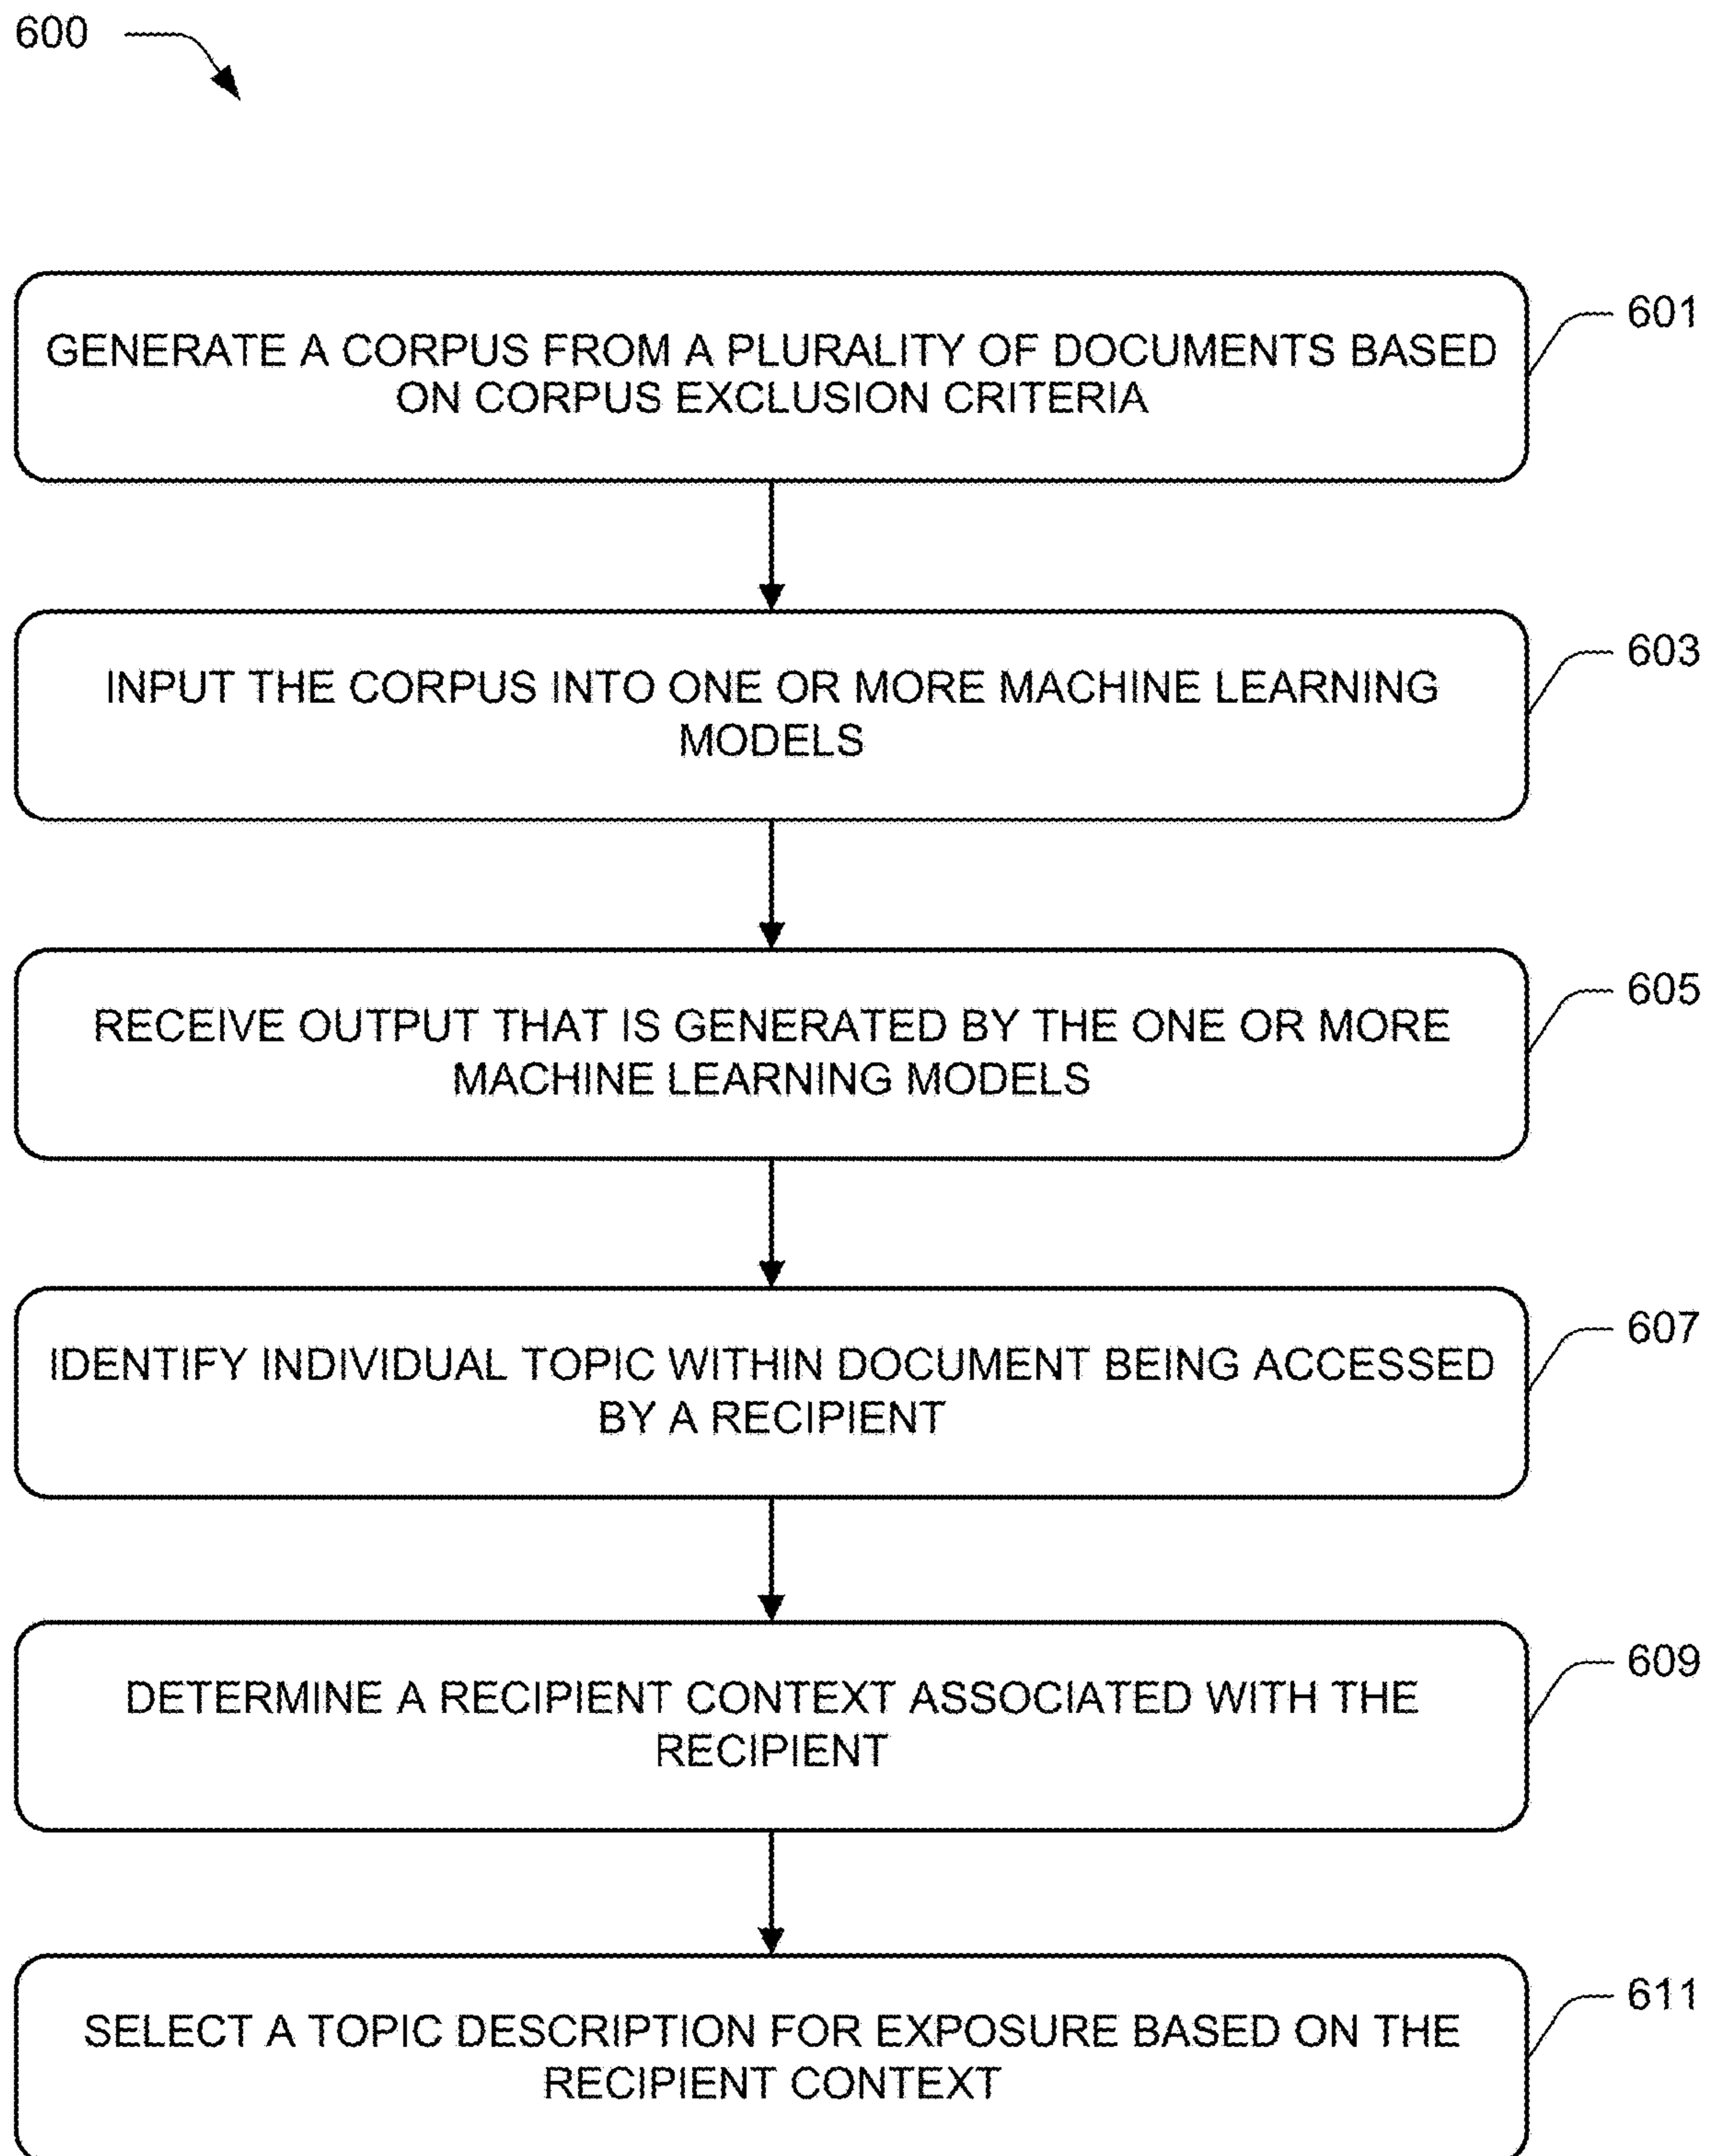 600
GENERATE A CORPUS FROM A PLURALITY OF DOCUMENTS BASED
ON CORPUS EXCLUSION CRITERIA
601
INPUT THE CORPUS INTO ONE OR MORE MACHINE LEARNING
MODELS
603
RECEIVE OUTPUT THAT IS GENERATED BY THE ONE OR MORE
MACHINE LEARNING MODELS
605
IDENTIFY INDIVIDUAL TOPIC WITHIN DOCUMENT BEING ACCESSED
BY A RECIPIENT
607
DETERMINE A RECIPIENT CONTEXT ASSOCIATED WITH THE
RECIPIENT
609
SELECT A TOPIC DESCRIPTION FOR EXPOSURE BASED ON THE
RECIPIENT CONTEXT
611